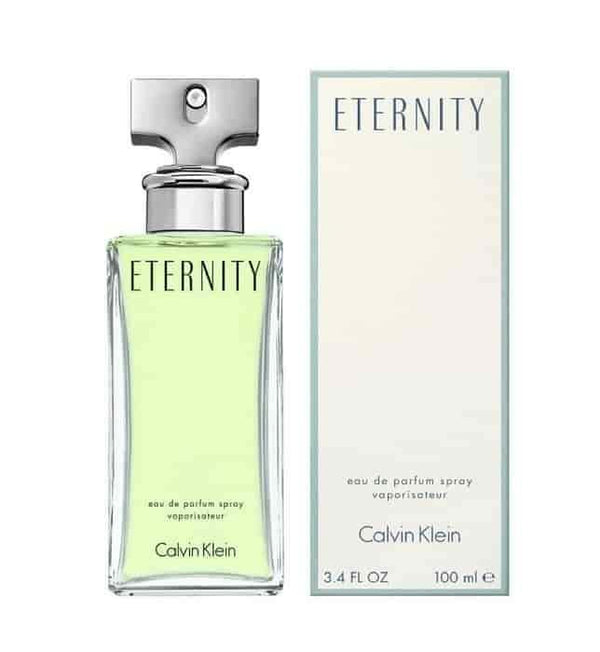 ETERNITY
eau de parfum spray
vaporisateur
Calvin Klein
ETERNITY
eau de parfum spray
vaporisateur
Calvin Klein
3.4 FL OZ 100 ml ℮